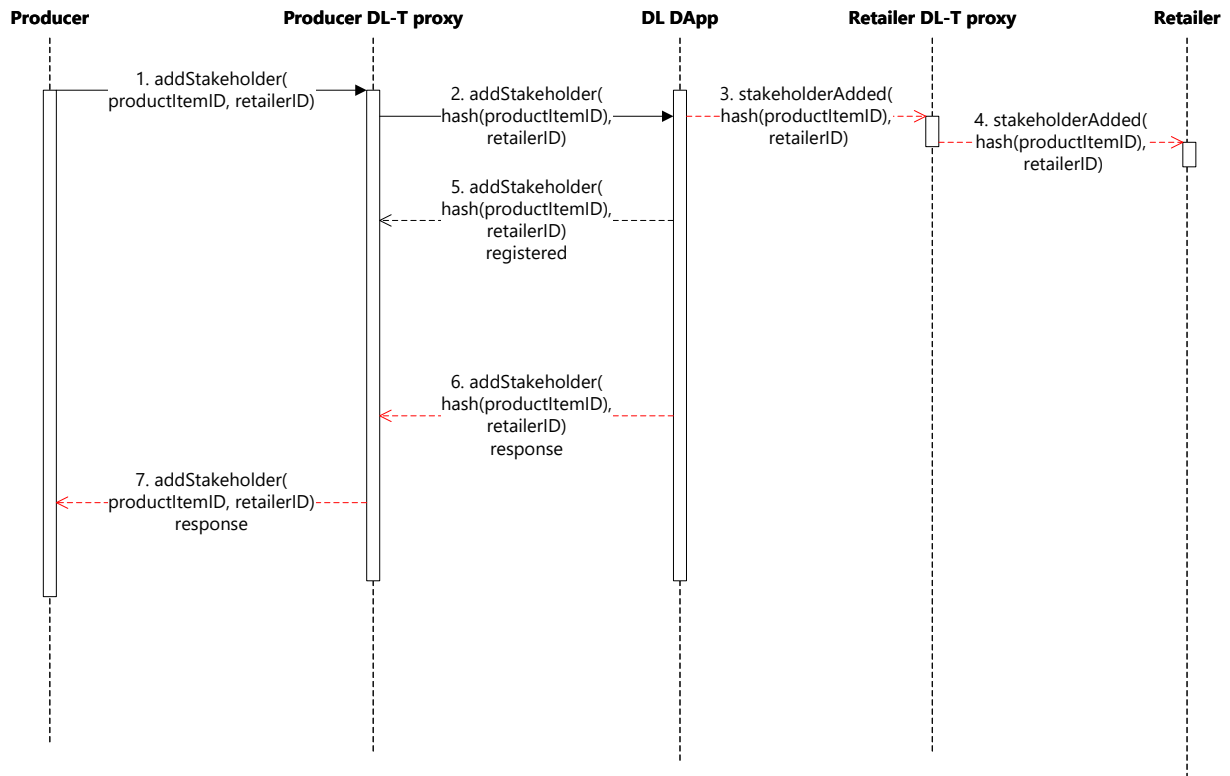 Producer
Producer DL-T proxy
DL DApp
Retailer DL-T proxy
Retailer
1. addStakeholder(
productItemID, retailerID)
2. addStakeholder(
hash(productItemID),
retailerID)
3. stakeholderAdded(
hash(productItemID),
retailerID)
4. stakeholderAdded(
hash(productItemID),
retailerID)
5. addStakeholder(
hash(productItemID),
retailerID)
registered
6. addStakeholder(
hash(productItemID),
retailerID)
response
7. addStakeholder(
productItemID, retailerID)
response